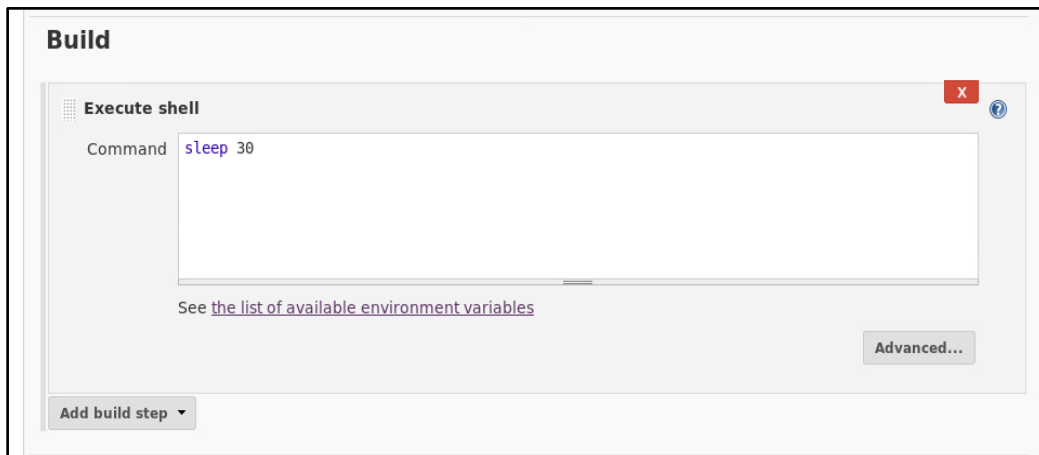 Build
X
Execute shell
?
Command sleep 30
See the list of available environment variables
Advanced...
Add build step